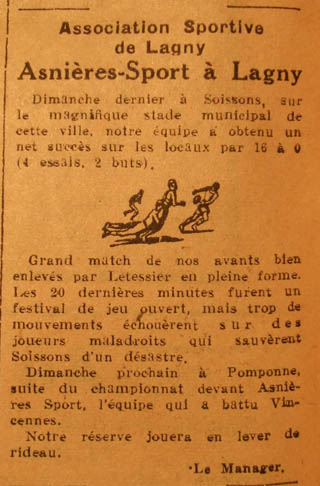 Association Sportive
de Lagny
Asnières-Sport à Lagny
Dimanche dernier à Soissons, sur
le magnifique stade municipal de
cette ville, notre équipe a obtenu un
net succès sur les locaux par 16 à 0
(4 essais, 2 buts).
Grand match de nos avants bien
enlevés par Letessier en pleine forme.
Les 20 dernières minutes furent un
festival de jeu ouvert, mais trop de
mouvements échouèrent sur des
joueurs maladroits qui sauvèrent
Soissons d'un désastre.
Dimanche prochain à Pomponne,
suite du championnat devant Asniè-
res Sport, l'équipe qui a battu Vin-
cennes.
Notre réserve jouera en lever de
rideau.
Le Manager.